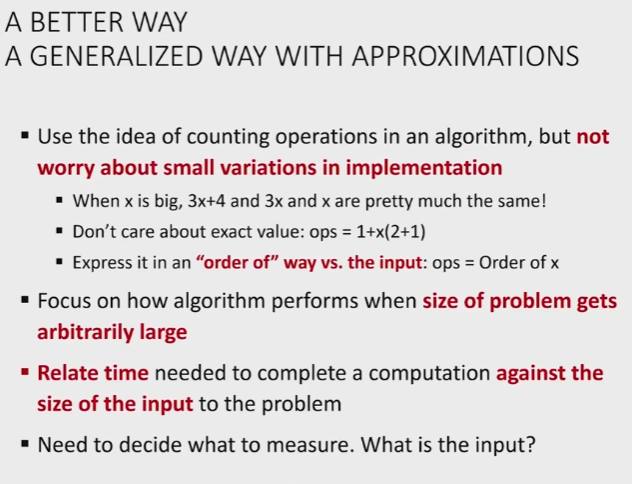 A BETTER WAY
A GENERALIZED WAY WITH APPROXIMATIONS
▪ Use the idea of counting operations in an algorithm, but not
worry about small variations in implementation
▪ When x is big, 3x+4 and 3x and x are pretty much the same!
▪ Don’t care about exact value: ops = 1+x(2+1)
▪ Express it in an “order of” way vs. the input: ops = Order of x
▪ Focus on how algorithm performs when size of problem gets
arbitrarily large
▪ Relate time needed to complete a computation against the
size of the input to the problem
▪ Need to decide what to measure. What is the input?